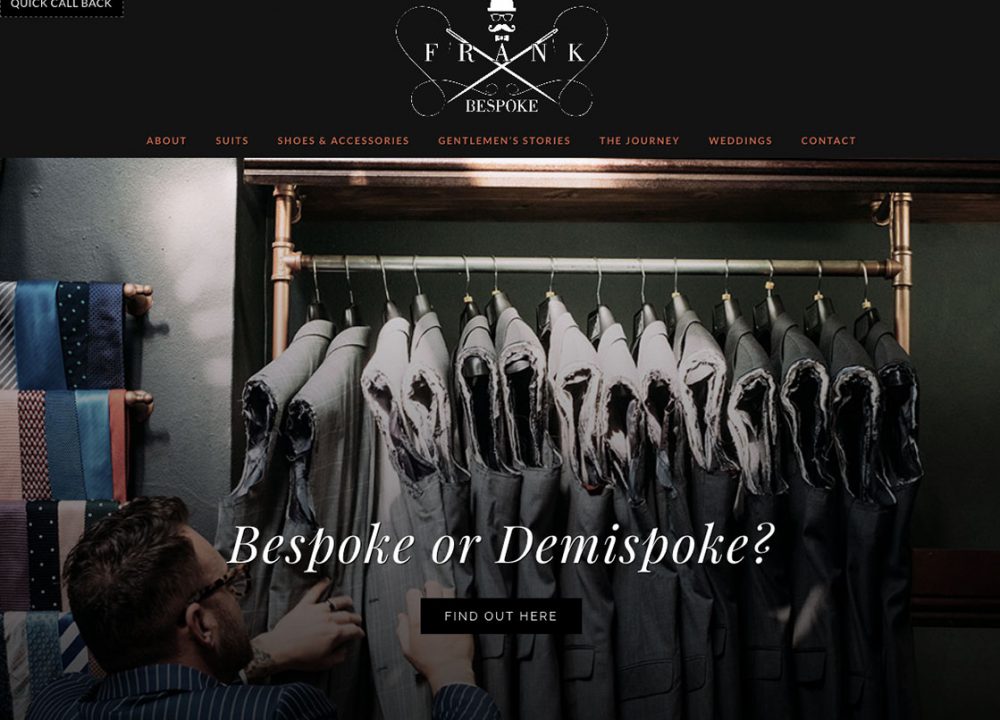 QUICK CALL BACK
FRANK
BESPOKE
ABOUT SUITS SHOES & ACCESSORIES GENTLEMEN'S STORIES THE JOURNEY WEDDINGS CONTACT
Bespoke or Demispoke?
FIND OUT HERE